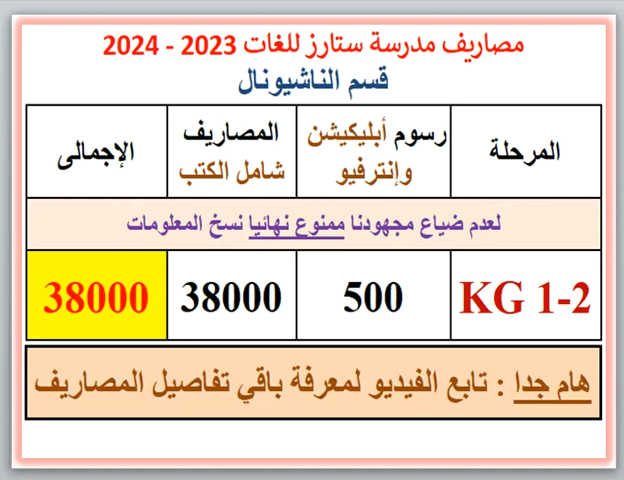 مصاريف مدرسة ستارز للغات 2023 - 2024
قسم الناشيونال
المرحلة
رسوم أبليكيشن
وإنترفيو
المصاريف
شامل الكتب
الإجمالى
لعدم ضياع مجهودنا ممنوع نهائيا نسخ المعلومات
KG 1-2
500
38000
38000
هام جدا : تابع الفيديو لمعرفة باقي تفاصيل المصاريف